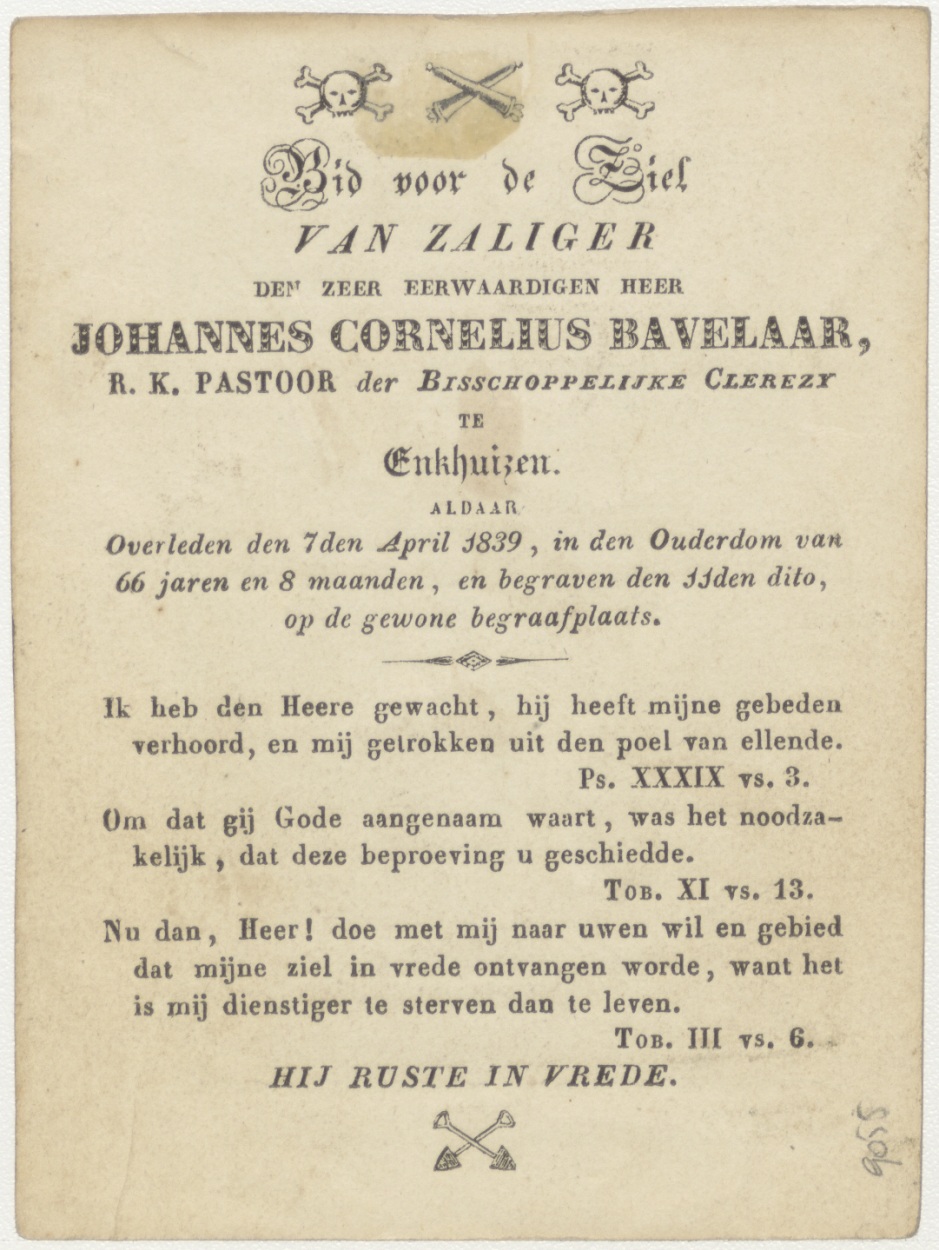 Bid voor de Ziel
VAN ZALIGER
DEN ZEER EERWAARDIGEN HEER
JOHANNES CORNELIUS BAVELAAR,
R. K. PASTOOR der BISSCHOPPELIJKE CLEREZY
TE
Enkhuizen.
ALDAAR
Overleden den 7den April 1839, in den Ouderdom van
66 jaren en 8 maanden, en begraven den 11den dito,
op de gewone begraafplaats.
Ik heb den Heere gewacht, hij heeft mijne gebeden
verhoord, en mij getrokken uit den poel van ellende.
Ps. XXXIX vs. 3.
Om dat gij Gode aangenaam waart, was het noodza-
kelijk, dat deze beproeving u geschiedde.
TOB. XI vs. 13.
Nu dan, Heer! doe met mij naar uwen wil en gebied
dat mijne ziel in vrede ontvangen worde, want het
is mij dienstiger te sterven dan te leven.
TOB. III vs. 6.
HIJ RUSTE IN VREDE.
9055